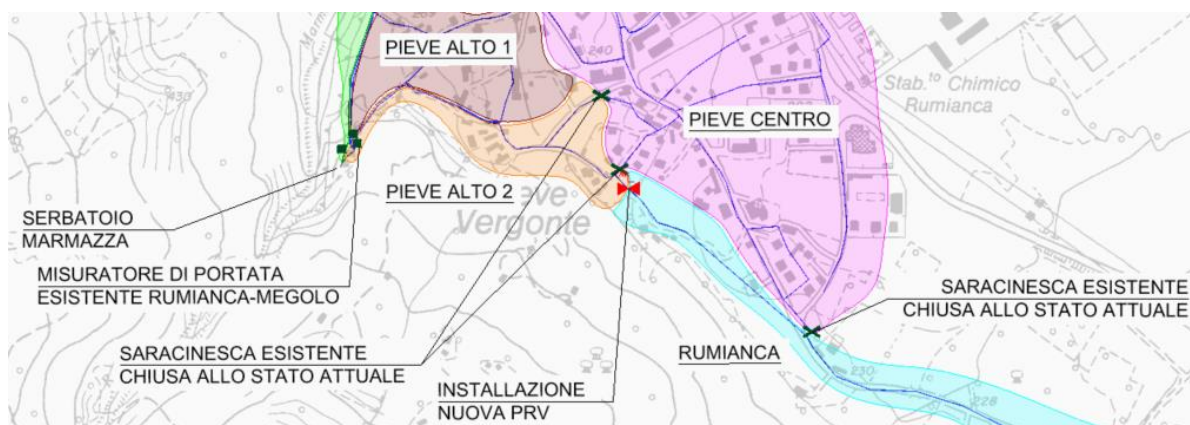 PIEVE ALTO 1
240
Stab.to Chimico
Rumianca
430
PIEVE CENTRO
PIEVE ALTO 2
eve
Vergonte
SERBATOIO
MARMAZZA
MISURATORE DI PORTATA
ESISTENTE RUMIANCA-MEGOLO
SARACINESCA ESISTENTE
CHIUSA ALLO STATO ATTUALE
SARACINESCA ESISTENTE
CHIUSA ALLO STATO ATTUALE
RUMIANCA
INSTALLAZIONE
NUOVA PRV
230
228